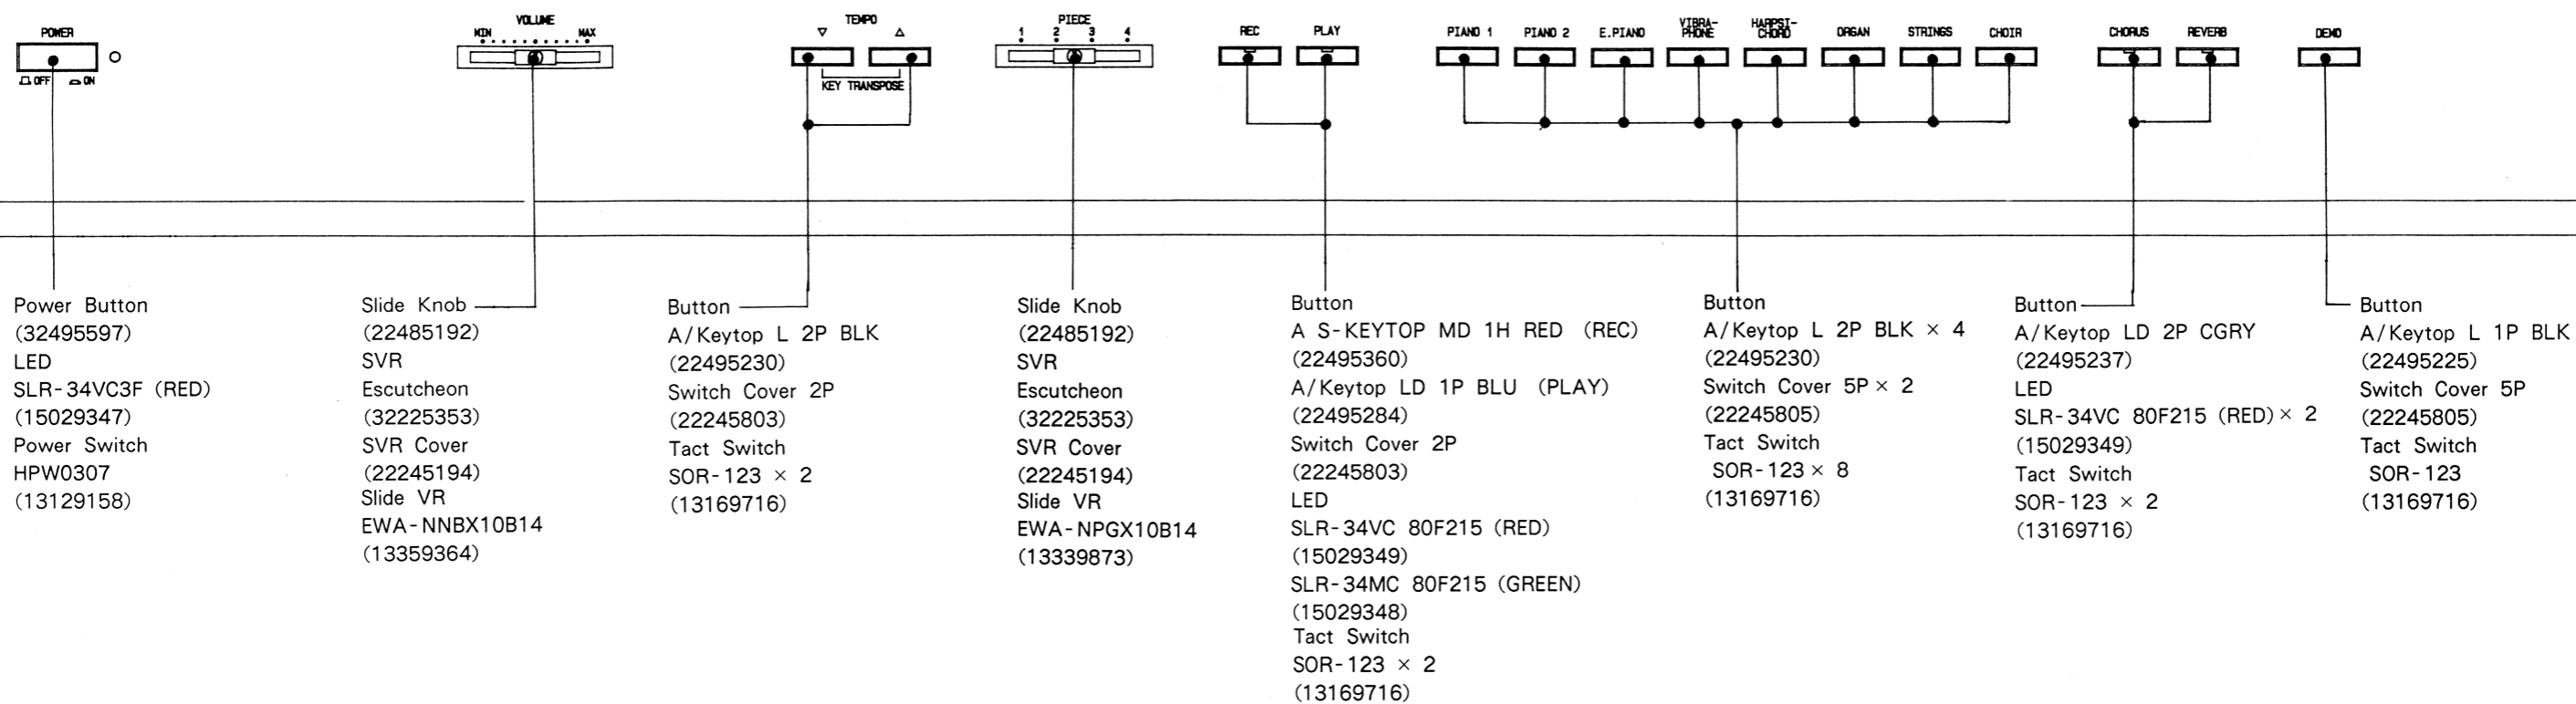 POWER
OFF ON
VOLUME
MIN MAX
TEMPO
▽ △
KEY TRANSPOSE
PIECE
1 2 3 4
REC PLAY
PIANO 1 PIANO 2 E.PIANO VIBRA- HARPSI- ORGAN STRINGS CHOIR
PHONE CHORD
CHORUS REVERB
DEMO
Power Button
(32495597)
LED
SLR-34VC3F (RED)
(15029347)
Power Switch
HPW0307
(13129158)
Slide Knob
(22485192)
SVR
Escutcheon
(32225353)
SVR Cover
(22245194)
Slide VR
EWA-NNBX10B14
(13359364)
Button
A/Keytop L 2P BLK
(22495230)
Switch Cover 2P
(22245803)
Tact Switch
SOR-123 × 2
(13169716)
Slide Knob
(22485192)
SVR
Escutcheon
(32225353)
SVR Cover
(22245194)
Slide VR
EWA-NPGX10B14
(13339873)
Button
A S-KEYTOP MD 1H RED (REC)
(22495360)
A/Keytop LD 1P BLU (PLAY)
(22495284)
Switch Cover 2P
(22245803)
LED
SLR-34VC 80F215 (RED)
(15029349)
SLR-34MC 80F215 (GREEN)
(15029348)
Tact Switch
SOR-123 × 2
(13169716)
Button
A/Keytop L 2P BLK × 4
(22495230)
Switch Cover 5P × 2
(22245805)
Tact Switch
SOR-123 × 8
(13169716)
Button
A/Keytop LD 2P CGRY
(22495237)
LED
SLR-34VC 80F215 (RED) × 2
(15029349)
Tact Switch
SOR-123 × 2
(13169716)
Button
A/Keytop L 1P BLK
(22495225)
Switch Cover 5P
(22245805)
Tact Switch
SOR-123
(13169716)